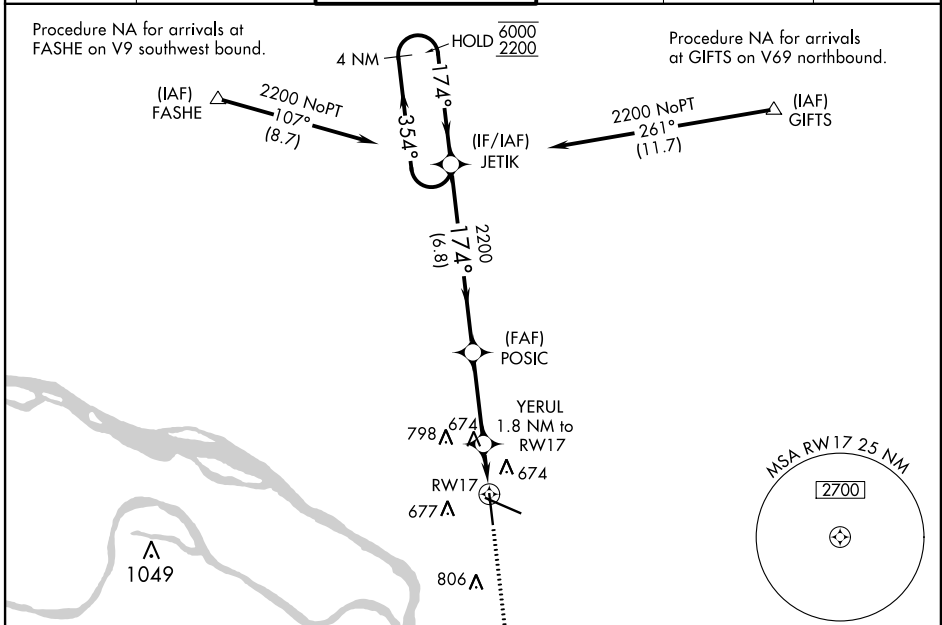 Procedure NA for arrivals at
FASHE on V9 southwest bound.
HOLD 6000
2200
4 NM
174°
354°
Procedure NA for arrivals
at GIFTS on V69 northbound.
(IAF)
FASHE
2200 NoPT
107°
(8.7)
(IF/IAF)
JETIK
2200 NoPT
261°
(11.7)
(IAF)
GIFTS
2200
174°
(6.8)
(FAF)
POSIC
YERUL
1.8 NM to
RW17
798
674
674
RW17
677
806
1049
MSA RW17 25 NM
2700